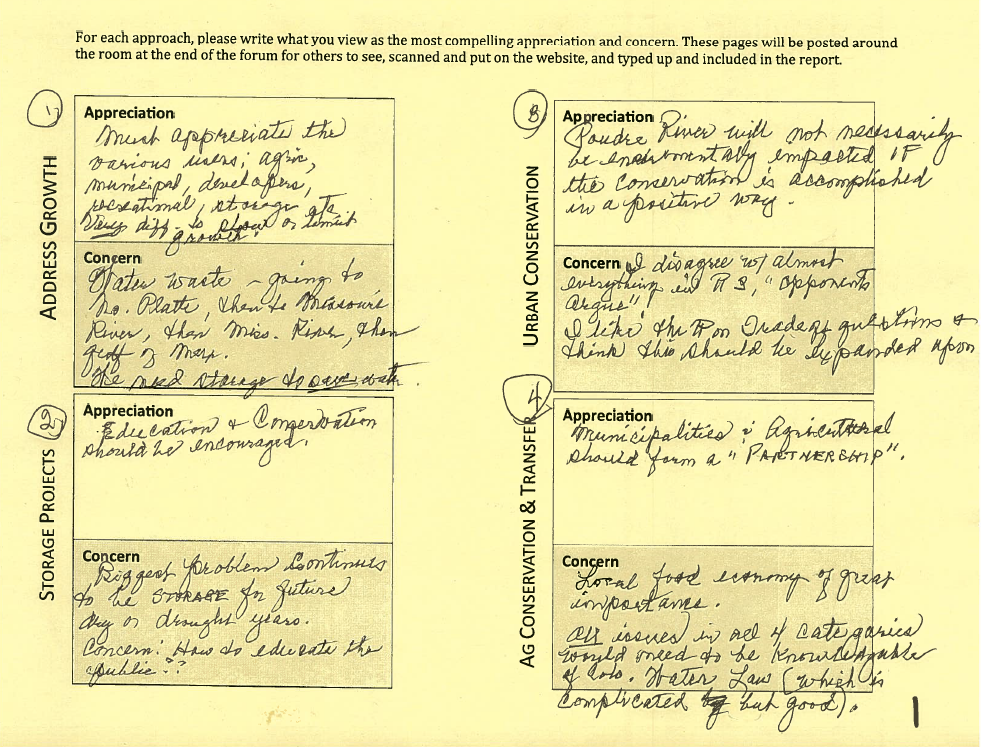 For each approach, please write what you view as the most compelling appreciation and concern. These pages will be posted around
the room at the end of the forum for others to see, scanned and put on the website, and typed up and included in the report.
1
ADDRESS GROWTH
Appreciation
Must appreciate the
various users; agric,
municipal, developers,
recreational, storage etc
Very diff. to slow or limit
growth.
Concern
Water waste - going to
No. Platte, then to Missouri
River, then Miss. River, then
gulf of Mex.
We need storage to save water.
2
STORAGE PROJECTS
Appreciation
Education & Conservation
should be encouraged.
Concern
Biggest problem continues
to be STORAGE for future
dry or drought years.
Concern: How to educate the
public??
3
URBAN CONSERVATION
Appreciation
Poudre River will not necessarily
be environmentally impacted IF
the conservation is accomplished
in a positive way.
Concern I disagree w/ almost
everything in # 3, "Opponents
argue"
I like the on Tradeoff questions &
think this should be expanded upon
4
AG CONSERVATION & TRANSFER
Appreciation
Municipalities & Agricultural
should form a "PARTNERSHIP".
Concern
Local food economy of great
importance.
All issues in all 4 categories
would need to be knowledgable
of Colo. Water Law (which is
complicated but good).
1